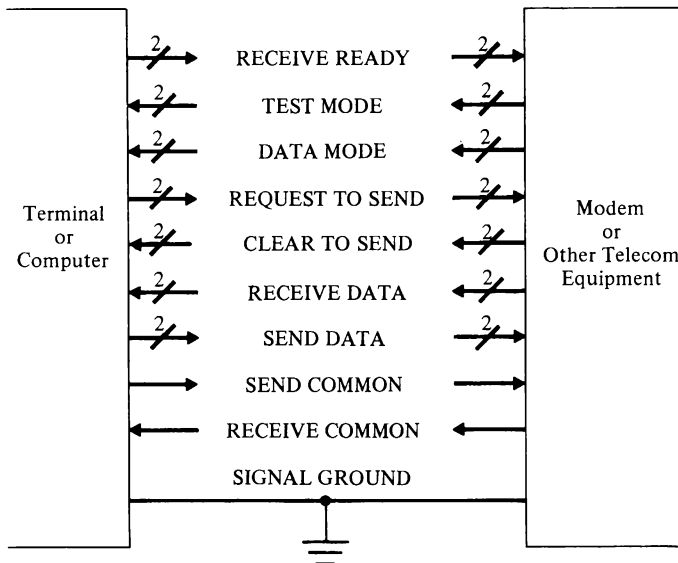 2 RECEIVE READY 2
2 TEST MODE 2
2 DATA MODE 2
2 REQUEST TO SEND 2
2 CLEAR TO SEND 2
2 RECEIVE DATA 2
2 SEND DATA 2
SEND COMMON
RECEIVE COMMON
SIGNAL GROUND
Terminal
or
Computer
Modem
or
Other Telecom
Equipment